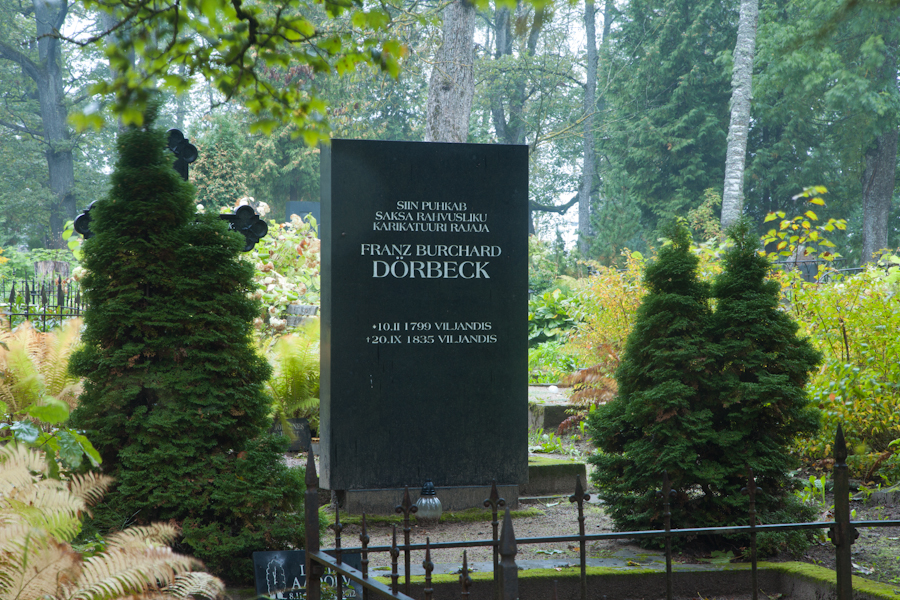 SIIN PUHKAB
SAKSA RAHVUSLIKU
KARIKATUURI RAJAJA
FRANZ BURCHARD
DÖRBECK
*10.II 1799 VILJANDIS
†20.IX 1835 VILJANDIS